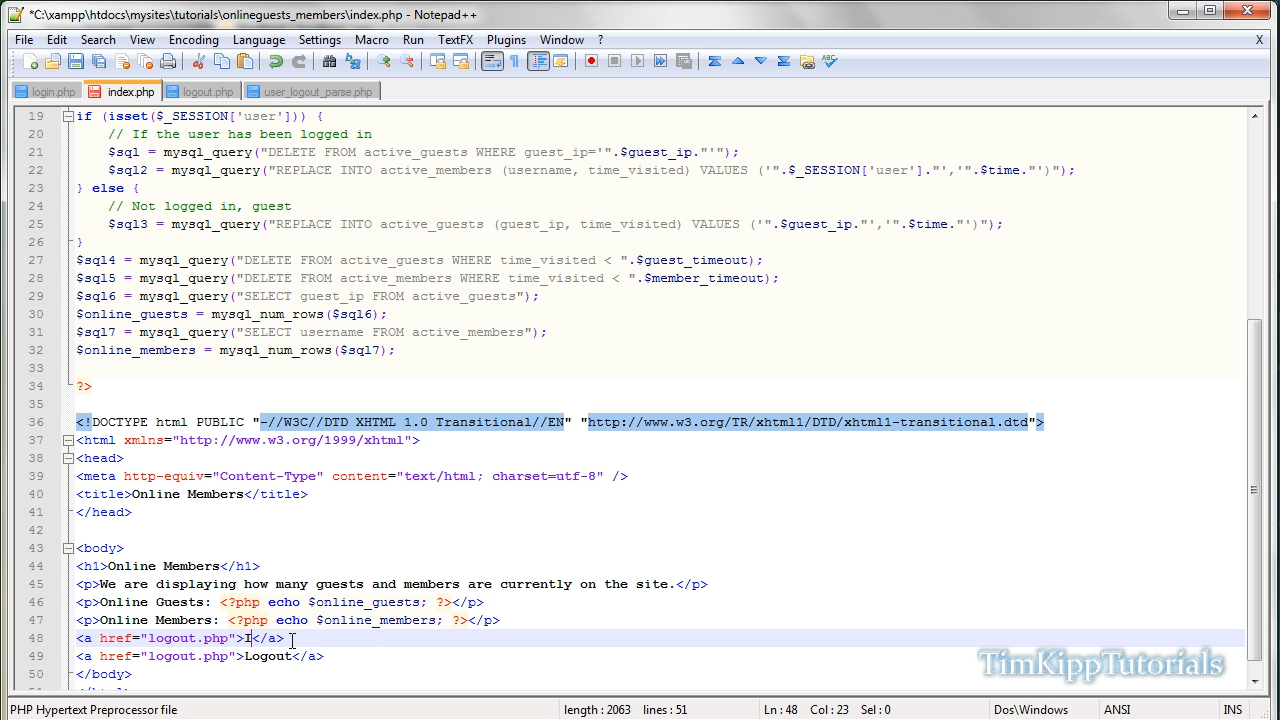 *C:\xampp\htdocs\mysites\tutorials\onlineguests_members\index.php - Notepad++
File Edit Search View Encoding Language Settings Macro Run TextFX Plugins Window ? X
login.php index.php logout.php user_logout_parse.php
19 if (isset($_SESSION['user'])) {
20 // If the user has been logged in
21 $sql = mysql_query("DELETE FROM active_guests WHERE guest_ip='".$guest_ip."'");
22 $sql2 = mysql_query("REPLACE INTO active_members (username, time_visited) VALUES ('".$_SESSION['user']."','".$time."')");
23 } else {
24 // Not logged in, guest
25 $sql3 = mysql_query("REPLACE INTO active_guests (guest_ip, time_visited) VALUES ('".$guest_ip."','".$time."')");
26 }
27 $sql4 = mysql_query("DELETE FROM active_guests WHERE time_visited < ".$guest_timeout);
28 $sql5 = mysql_query("DELETE FROM active_members WHERE time_visited < ".$member_timeout);
29 $sql6 = mysql_query("SELECT guest_ip FROM active_guests");
30 $online_guests = mysql_num_rows($sql6);
31 $sql7 = mysql_query("SELECT username FROM active_members");
32 $online_members = mysql_num_rows($sql7);
33
34 ?>
35
36 <!DOCTYPE html PUBLIC "-//W3C//DTD XHTML 1.0 Transitional//EN" "http://www.w3.org/TR/xhtml1/DTD/xhtml1-transitional.dtd">
37 <html xmlns="http://www.w3.org/1999/xhtml">
38 <head>
39 <meta http-equiv="Content-Type" content="text/html; charset=utf-8" />
40 <title>Online Members</title>
41 </head>
42
43 <body>
44 <h1>Online Members</h1>
45 <p>We are displaying how many guests and members are currently on the site.</p>
46 <p>Online Guests: <?php echo $online_guests; ?></p>
47 <p>Online Members: <?php echo $online_members; ?></p>
48 <a href="logout.php">I</a>
49 <a href="logout.php">Logout</a>
50 </body>
TimKippTutorials
PHP Hypertext Preprocessor file length : 2063 lines : 51 Ln : 48 Col : 23 Sel : 0 Dos\Windows ANSI INS